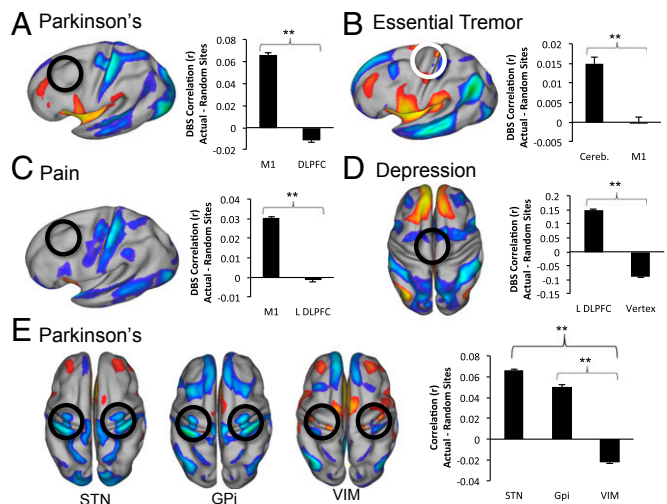 A Parkinson's
DBS Correlation (r)
Actual - Random Sites
**
0.08
0.06
0.04
0.02
0
-0.02
M1 DLPFC
B Essential Tremor
DBS Correlation (r)
Actual - Random Sites
**
0.02
0.015
0.01
0.005
0
-0.005
Cereb. M1
C Pain
DBS Correlation (r)
Actual - Random Sites
**
0.04
0.03
0.02
0.01
0
-0.01
M1 L DLPFC
D Depression
DBS Correlation (r)
Actual - Random Sites
**
0.2
0.15
0.1
0.05
0
-0.05
-0.1
-0.15
L DLPFC Vertex
E Parkinson's
STN GPi VIM
Correlation (r)
Actual - Random Sites
**
**
0.08
0.06
0.04
0.02
0
-0.02
-0.04
STN Gpi VIM